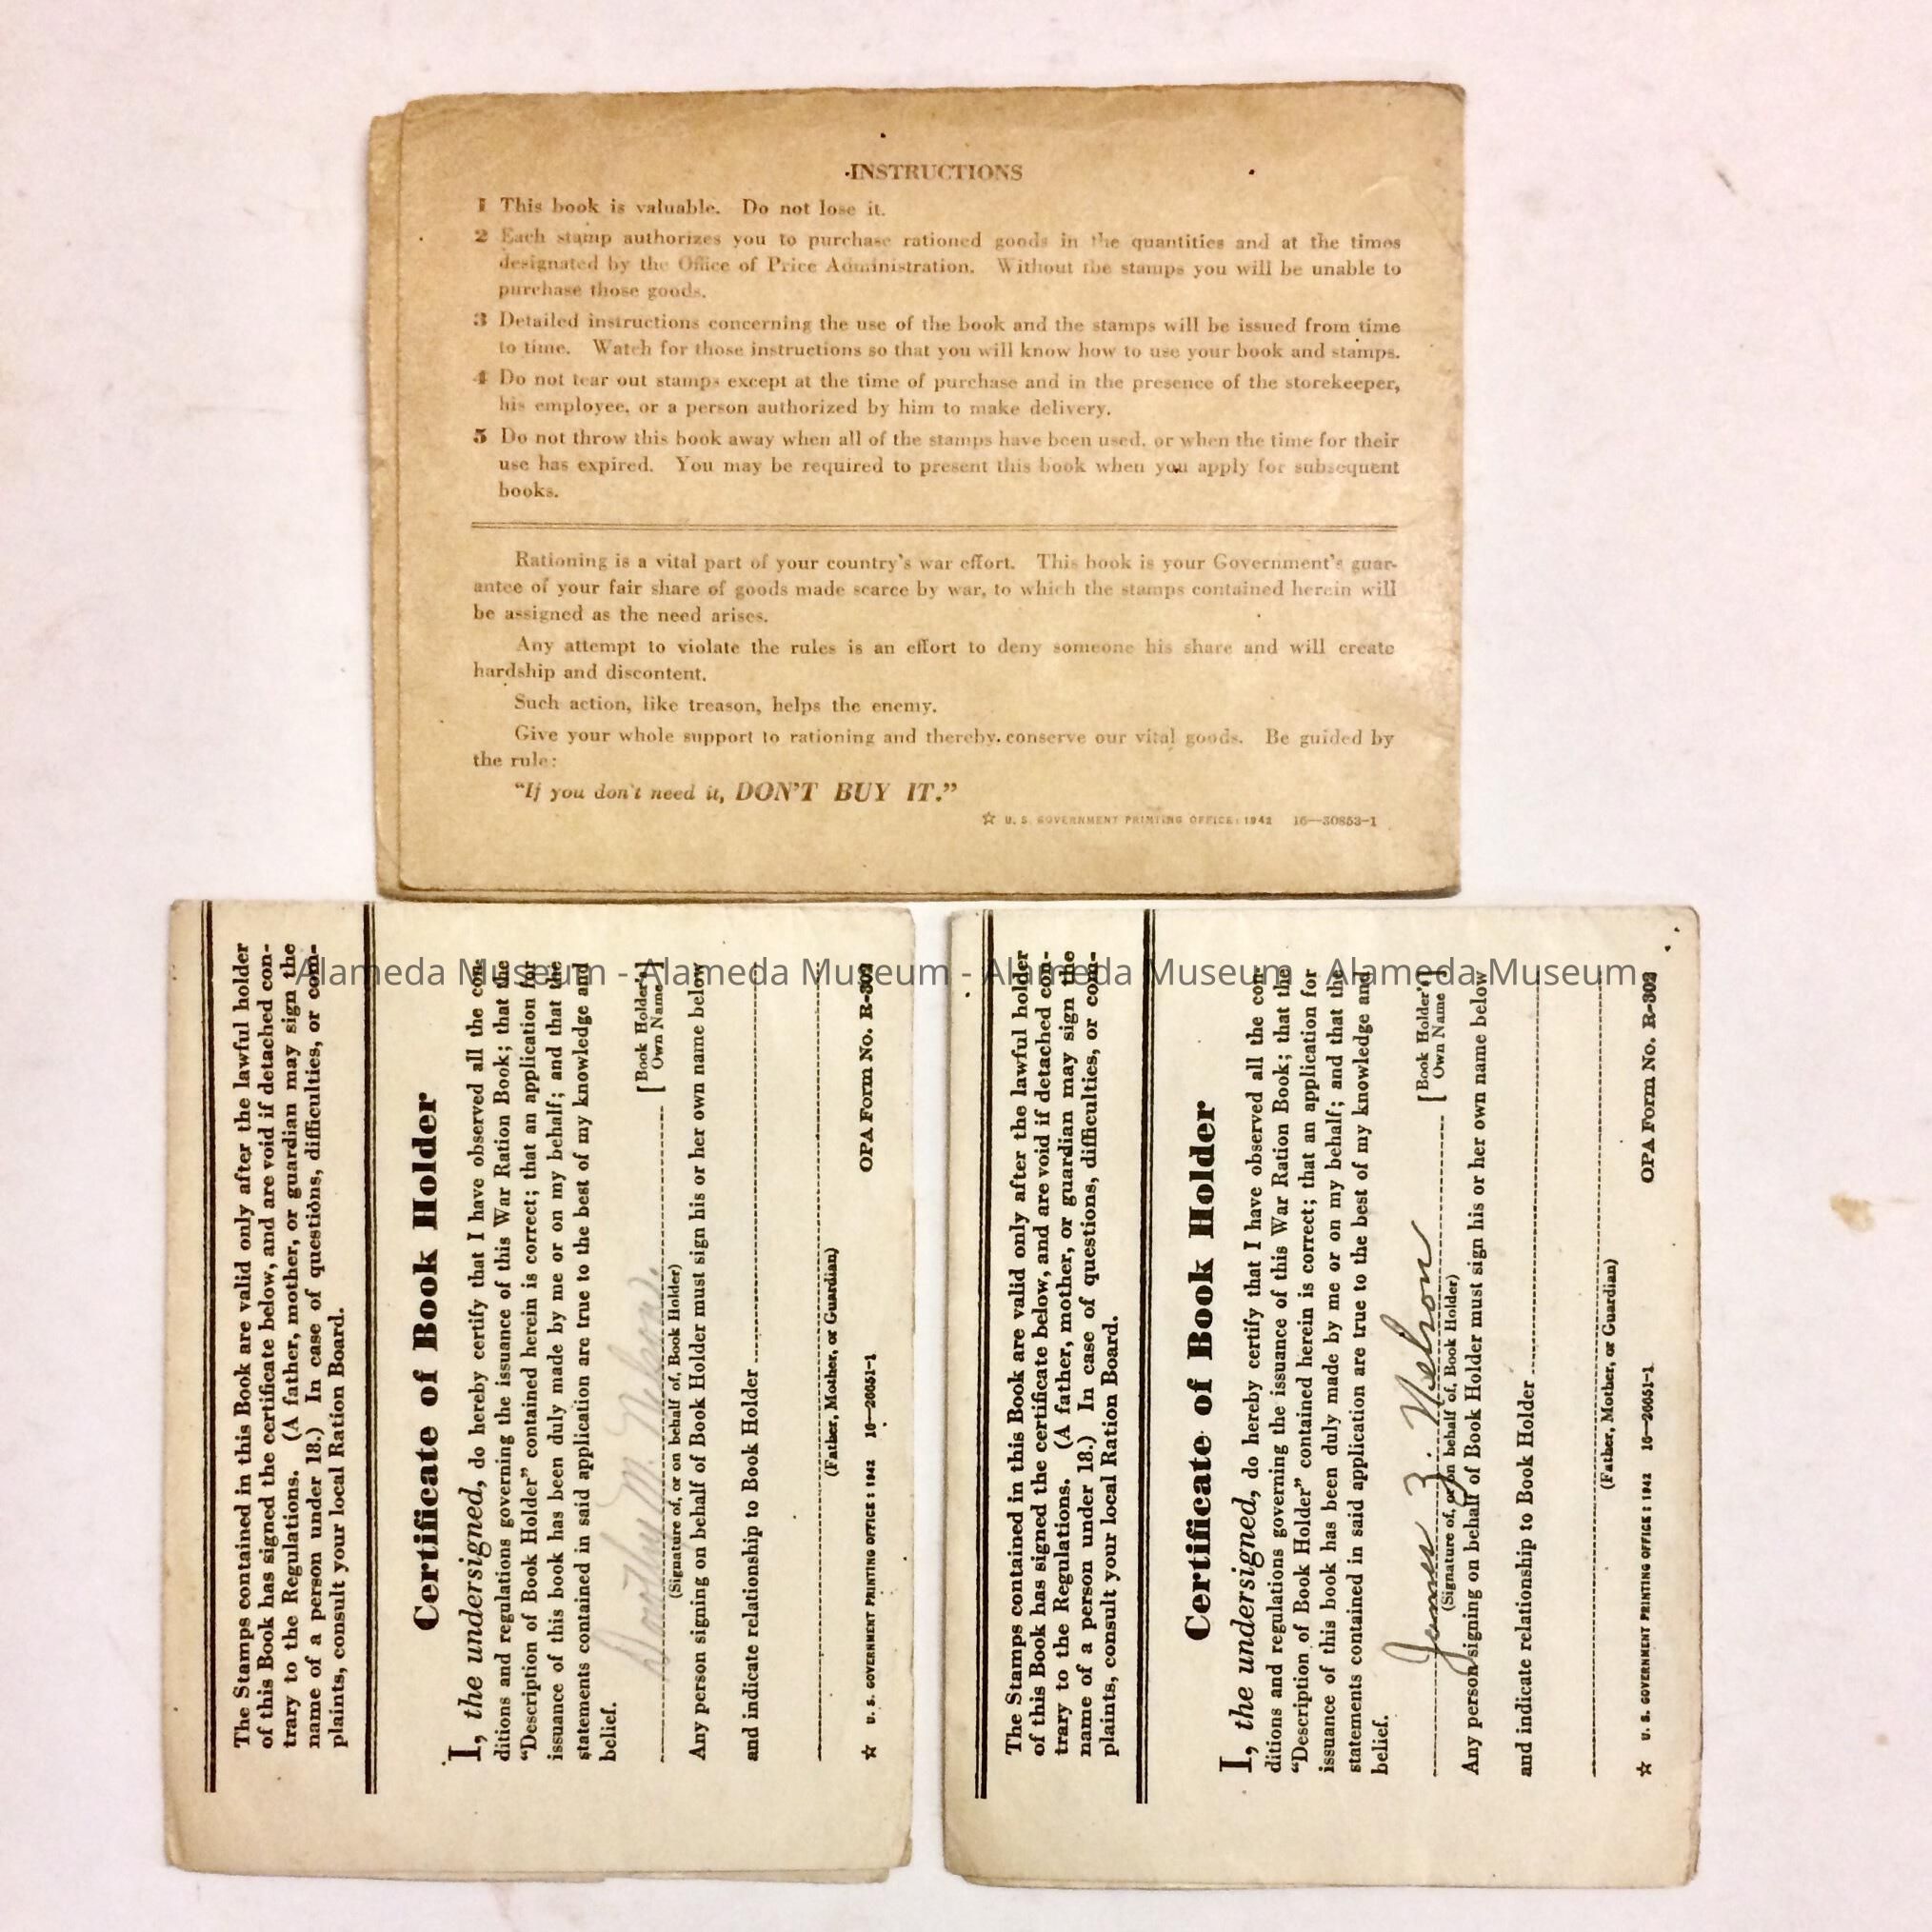 INSTRUCTIONS
1 This book is valuable. Do not lose it.
2 Each stamp authorizes you to purchase rationed goods in the quantities and at the times
designated by the Office of Price Administration. Without the stamps you will be unable to
purchase those goods.
3 Detailed instructions concerning the use of the book and the stamps will be issued from time
to time. Watch for those instructions so that you will know how to use your book and stamps.
4 Do not tear out stamps except at the time of purchase and in the presence of the storekeeper,
his employee, or a person authorized by him to make delivery.
5 Do not throw this book away when all of the stamps have been used, or when the time for their
use has expired. You may be required to present this book when you apply for subsequent
books.
Rationing is a vital part of your country's war effort. This book is your Government's guar-
antee of your fair share of goods made scarce by war, to which the stamps contained herein will
be assigned as the need arises.
Any attempt to violate the rules is an effort to deny someone his share and will create
hardship and discontent.
Such action, like treason, helps the enemy.
Give your whole support to rationing and thereby conserve our vital goods. Be guided by
the rule:
"If you don't need it, DON'T BUY IT."
☆ U. S. GOVERNMENT PRINTING OFFICE: 1942 16—30853-1
Alameda Museum - Alameda Museum - Alameda Museum - Alameda Museum
The Stamps contained in this Book are valid only after the lawful holder
of this Book has signed the certificate below, and are void if detached con-
trary to the Regulations. (A father, mother, or guardian may sign the
name of a person under 18.) In case of questions, difficulties, or com-
plaints, consult your local Ration Board.
Certificate of Book Holder
I, the undersigned, do hereby certify that I have observed all the con-
ditions and regulations governing the issuance of this War Ration Book; that the
"Description of Book Holder" contained herein is correct; that an application for
issuance of this book has been duly made by me or on my behalf; and that the
statements contained in said application are true to the best of my knowledge and
belief.
Dorothy M. Nelson. [Book Holder's Own Name]
(Signature of, or on behalf of, Book Holder)
Any person signing on behalf of Book Holder must sign his or her own name below
and indicate relationship to Book Holder
(Father, Mother, or Guardian)
☆ U. S. GOVERNMENT PRINTING OFFICE : 1942 16—26651-1 OPA Form No. R-302
The Stamps contained in this Book are valid only after the lawful holder
of this Book has signed the certificate below, and are void if detached con-
trary to the Regulations. (A father, mother, or guardian may sign the
name of a person under 18.) In case of questions, difficulties, or com-
plaints, consult your local Ration Board.
Certificate of Book Holder
I, the undersigned, do hereby certify that I have observed all the con-
ditions and regulations governing the issuance of this War Ration Book; that the
"Description of Book Holder" contained herein is correct; that an application for
issuance of this book has been duly made by me or on my behalf; and that the
statements contained in said application are true to the best of my knowledge and
belief.
James Z. Nelson [Book Holder's Own Name]
(Signature of, or on behalf of, Book Holder)
Any person signing on behalf of Book Holder must sign his or her own name below
and indicate relationship to Book Holder
(Father, Mother, or Guardian)
☆ U. S. GOVERNMENT PRINTING OFFICE : 1942 16—26651-1 OPA Form No. R-302